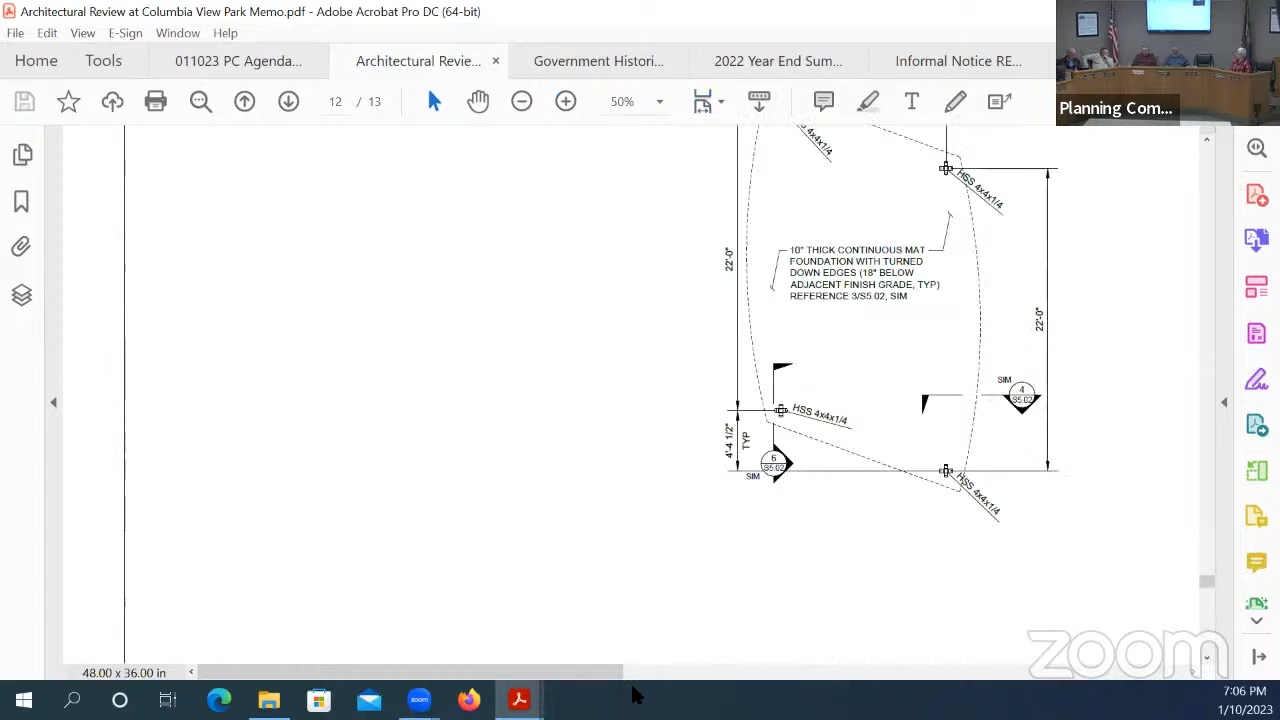 Architectural Review at Columbia View Park Memo.pdf - Adobe Acrobat Pro DC (64-bit)
File Edit View E-Sign Window Help
Home Tools 011023 PC Agenda... Architectural Revie... × Government Histori... 2022 Year End Sum... Informal Notice RE...
12 / 13 50%
Planning Com...
HSS 4x4x1/4
22'-0"
10" THICK CONTINUOUS MAT
FOUNDATION WITH TURNED
DOWN EDGES (18" BELOW
ADJACENT FINISH GRADE, TYP)
REFERENCE 3/S5.02, SIM
22'-0"
SIM
4
S5.02
HSS 4x4x1/4
4'-4 1/2"
TYP
6
S5.02
SIM
HSS 4x4x1/4
zoom
48.00 x 36.00 in
zoom
7:06 PM
1/10/2023